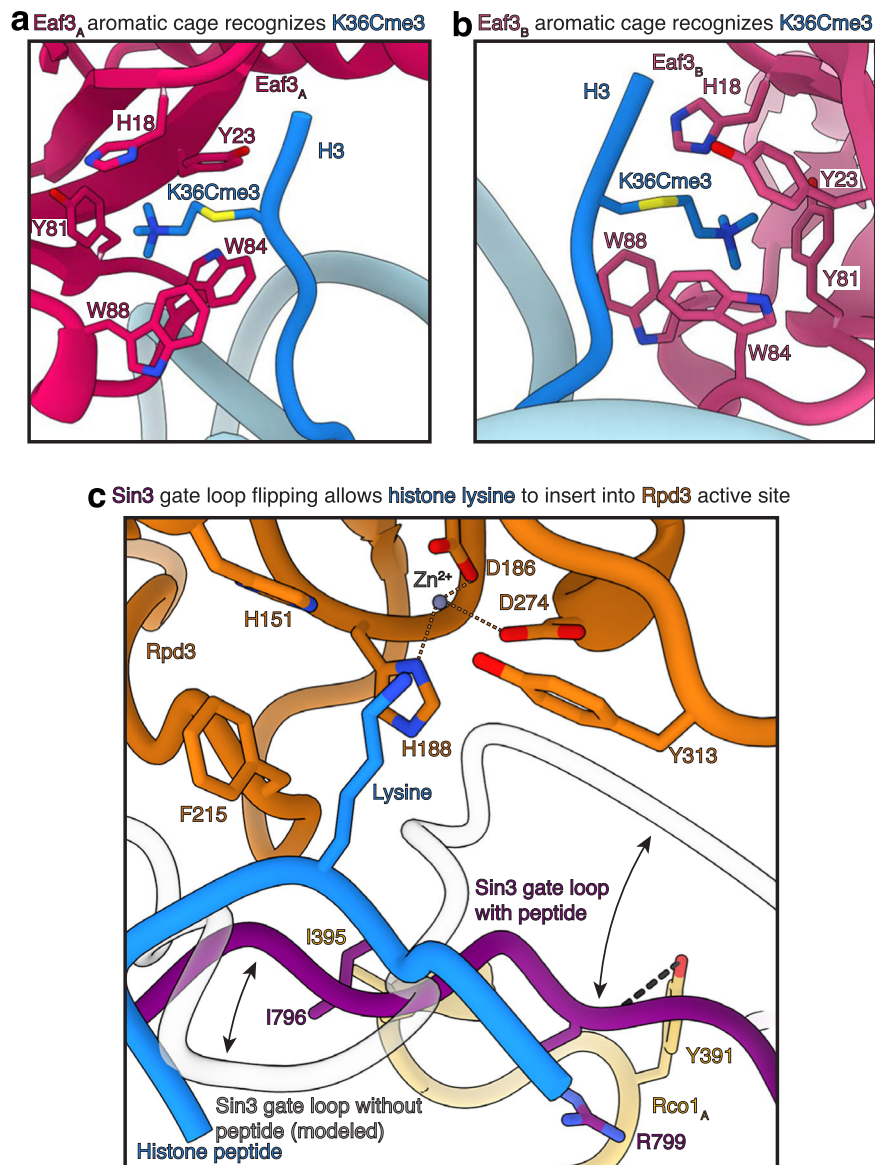 a Eaf3A aromatic cage recognizes K36Cme3
Eaf3A
H18
Y23
H3
K36Cme3
Y81
W84
W88
b Eaf3B aromatic cage recognizes K36Cme3
Eaf3B
H3
H18
K36Cme3
Y23
W88
Y81
W84
c Sin3 gate loop flipping allows histone lysine to insert into Rpd3 active site
Zn²⁺
D186
D274
H151
Rpd3
H188
Y313
Lysine
F215
Sin3 gate loop
with peptide
I395
I796
Y391
Sin3 gate loop without
peptide (modeled)
Rco1A
R799
Histone peptide